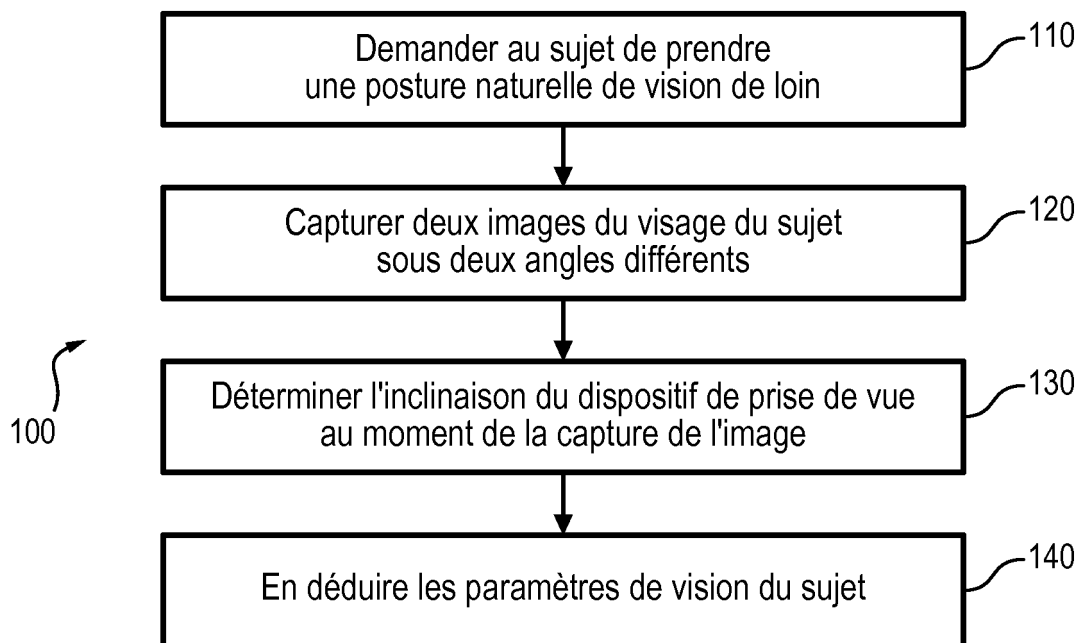 Demander au sujet de prendre
une posture naturelle de vision de loin
110
Capturer deux images du visage du sujet
sous deux angles différents
120
100
Déterminer l'inclinaison du dispositif de prise de vue
au moment de la capture de l'image
130
En déduire les paramètres de vision du sujet
140